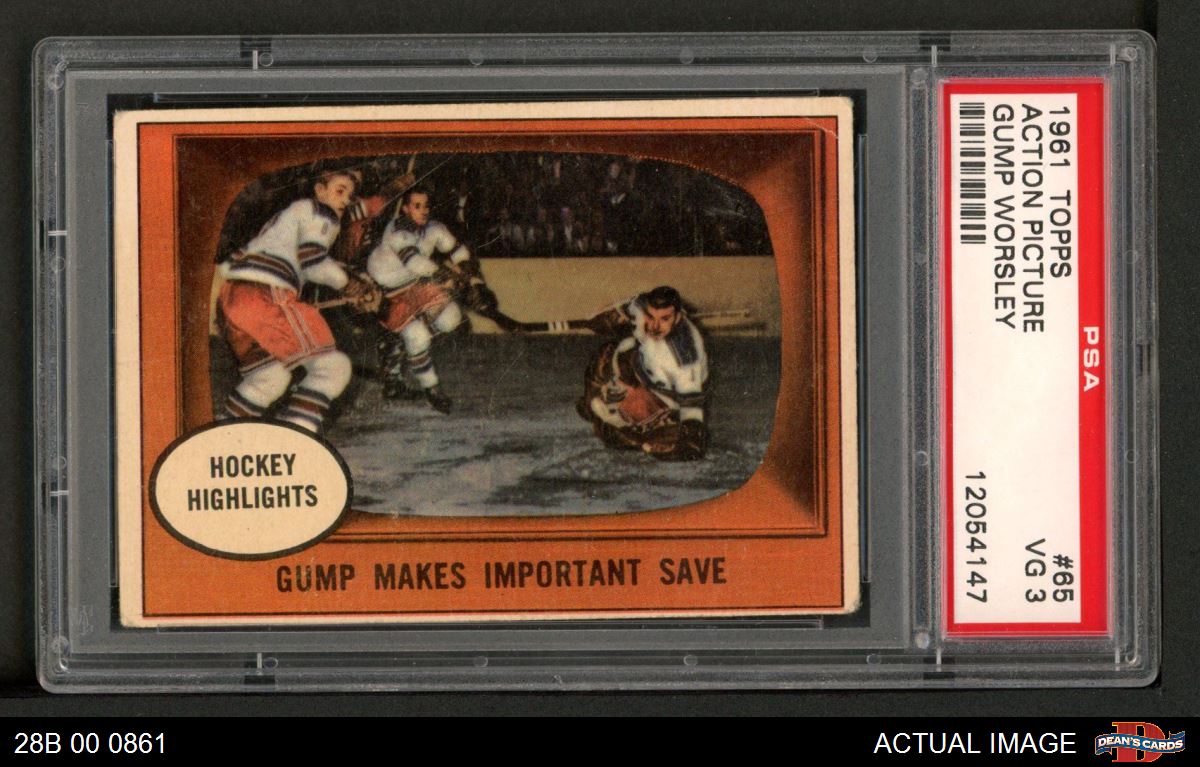 HOCKEY
HIGHLIGHTS
GUMP MAKES IMPORTANT SAVE
1961 TOPPS
ACTION PICTURE
GUMP WORSLEY
#65
VG 3
12054147
PSA
28B 00 0861
ACTUAL IMAGE
D
DEAN'S CARDS